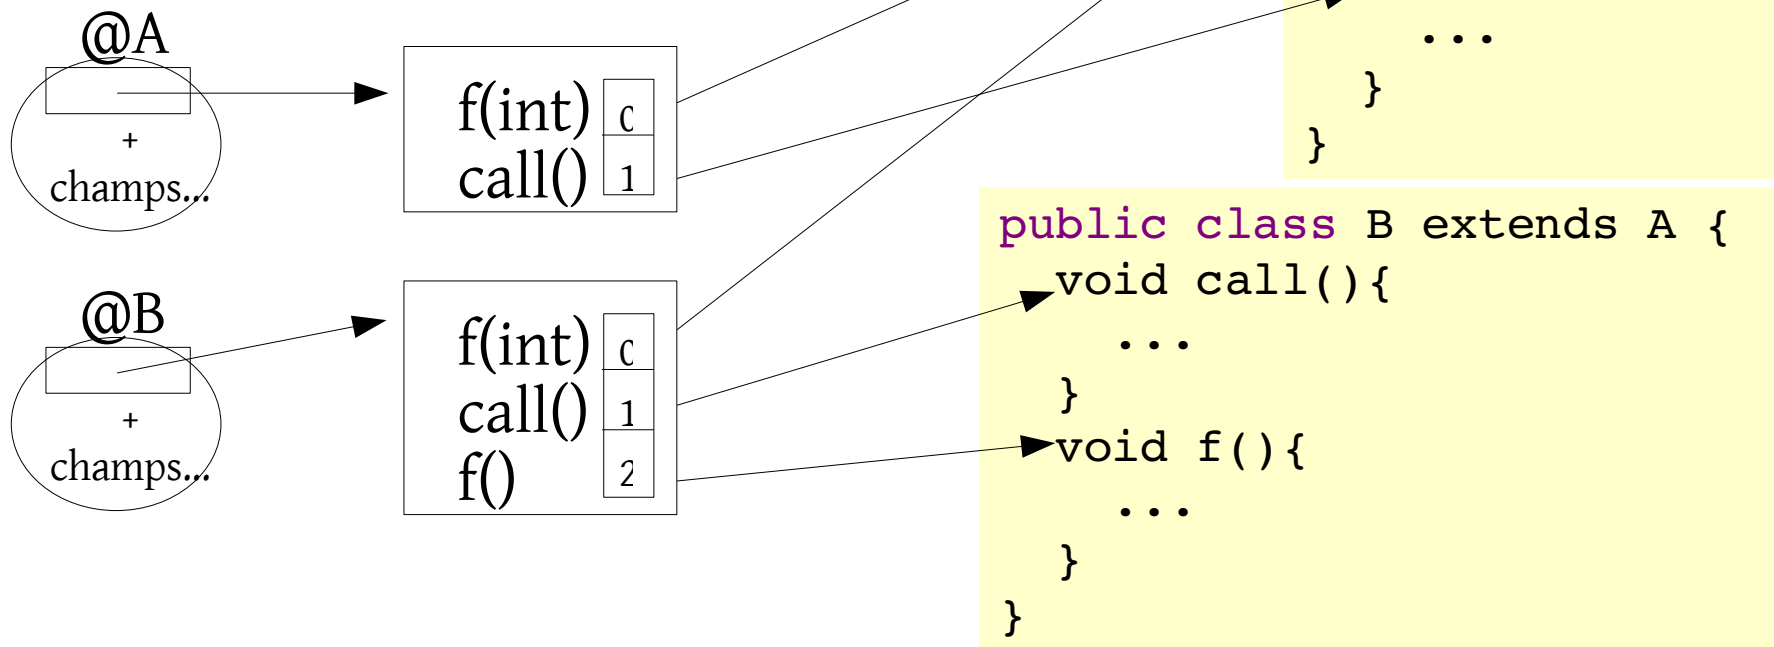 @A
+
champs...
f(int) 0
call() 1
...
}
}
@B
+
champs...
f(int) 0
call() 1
f() 2
public class B extends A {
void call(){
...
}
void f(){
...
}
}